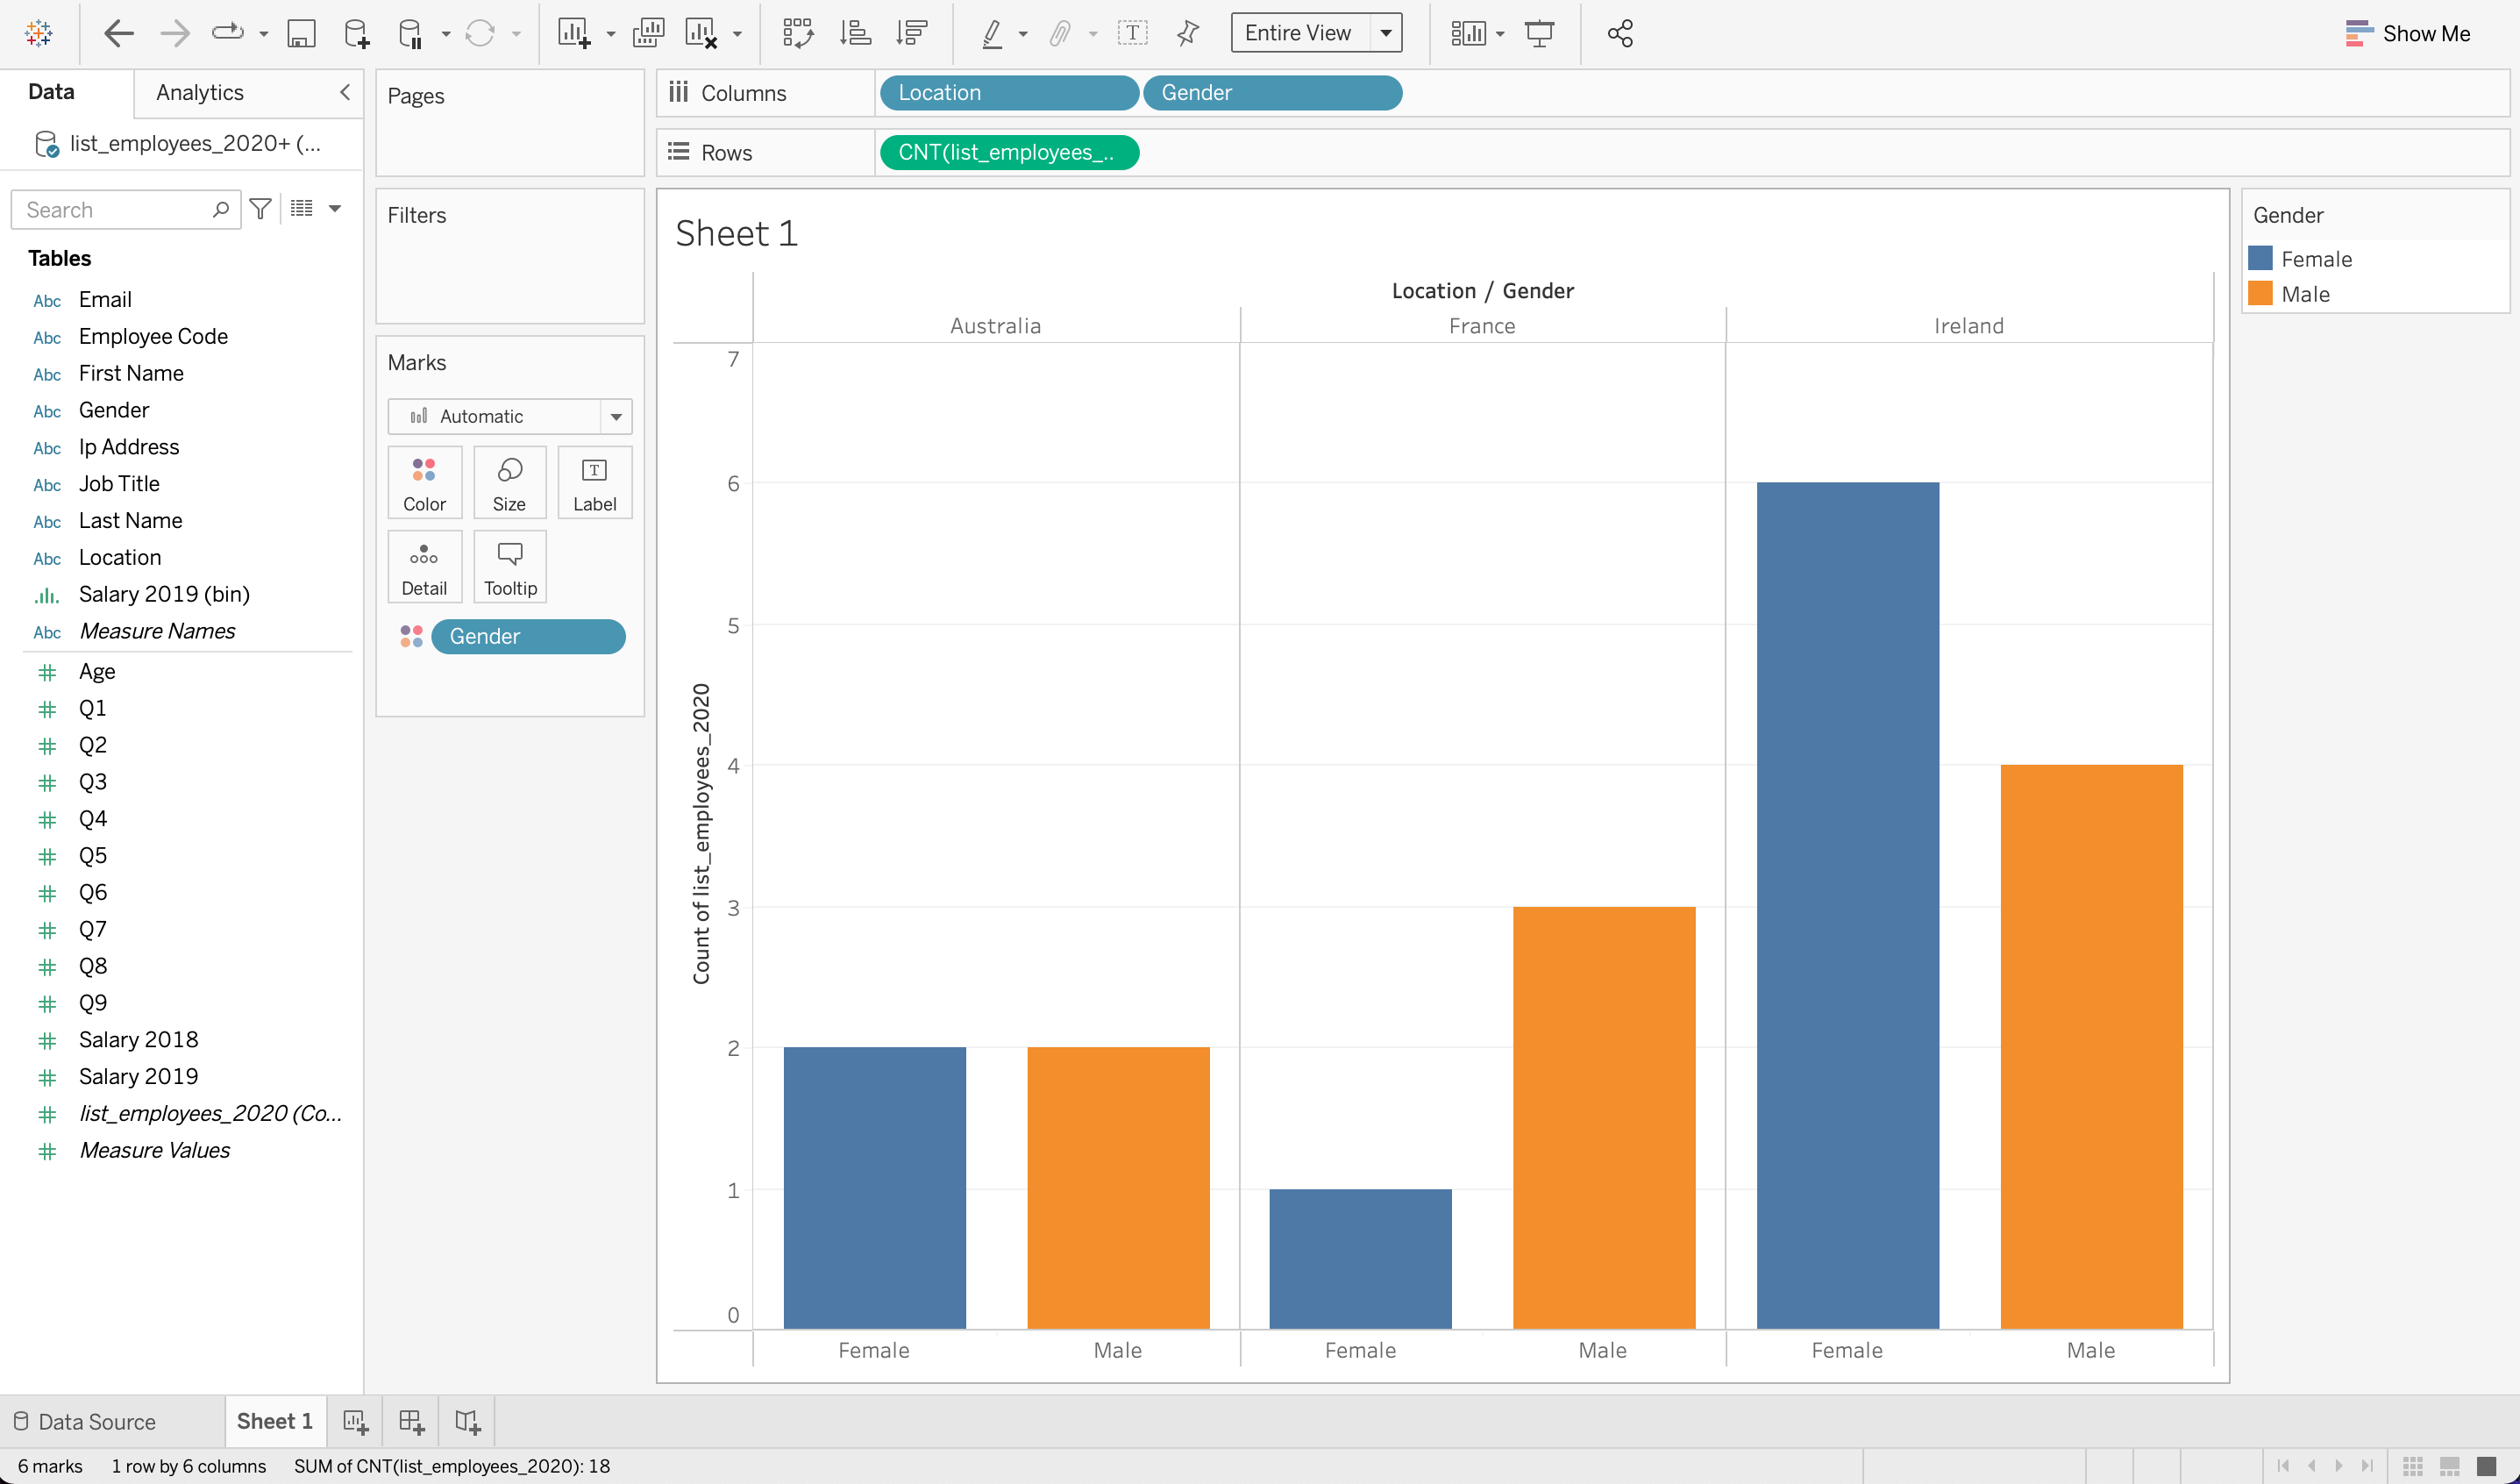 Entire View
Show Me
Data
Analytics
list_employees_2020+ (...
Search
Tables
Abc Email
Abc Employee Code
Abc First Name
Abc Gender
Abc Ip Address
Abc Job Title
Abc Last Name
Abc Location
Salary 2019 (bin)
Abc Measure Names
# Age
# Q1
# Q2
# Q3
# Q4
# Q5
# Q6
# Q7
# Q8
# Q9
# Salary 2018
# Salary 2019
# list_employees_2020 (Co...
# Measure Values
Pages
Filters
Marks
Automatic
Color Size Label
Detail Tooltip
Gender
Columns Location Gender
Rows CNT(list_employees_..
Sheet 1
Location / Gender
Australia France Ireland
Count of list_employees_2020
7
6
5
4
3
2
1
0
Female Male Female Male Female Male
Gender
Female
Male
Data Source Sheet 1
6 marks 1 row by 6 columns SUM of CNT(list_employees_2020): 18